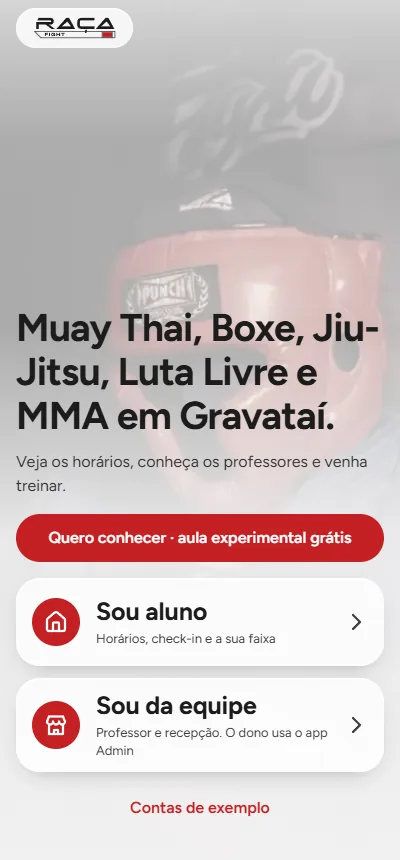 RAÇA
FIGHT
PUNCH
Muay Thai, Boxe, Jiu-
Jitsu, Luta Livre e
MMA em Gravataí.
Veja os horários, conheça os professores e venha
treinar.
Quero conhecer · aula experimental grátis
Sou aluno
Horários, check-in e a sua faixa
Sou da equipe
Professor e recepção. O dono usa o app
Admin
Contas de exemplo